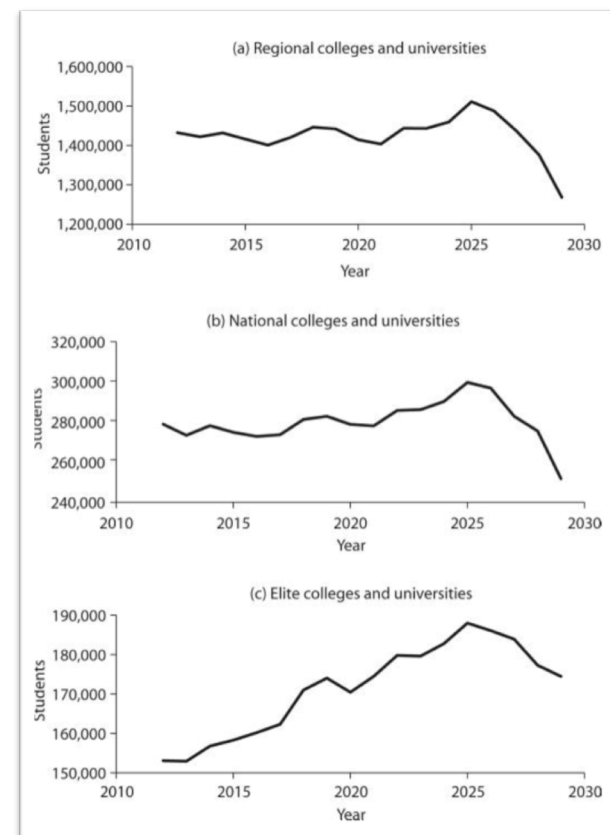 (a) Regional colleges and universities
1,600,000
1,500,000
1,400,000
1,300,000
1,200,000
Students
2010 2015 2020 2025 2030
Year
(b) National colleges and universities
320,000
300,000
280,000
260,000
240,000
Students
2010 2015 2020 2025 2030
Year
(c) Elite colleges and universities
190,000
180,000
170,000
160,000
150,000
Students
2010 2015 2020 2025 2030
Year